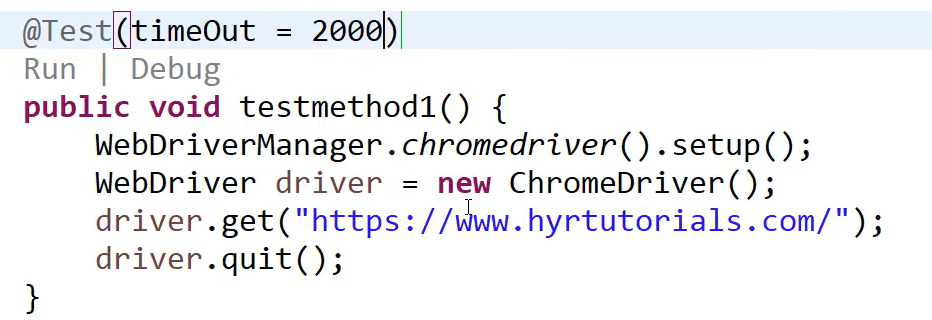 @Test(timeOut = 2000)
Run | Debug
public void testmethod1() {
WebDriverManager.chromedriver().setup();
WebDriver driver = new ChromeDriver();
driver.get("https://www.hyrtutorials.com/");
driver.quit();
}